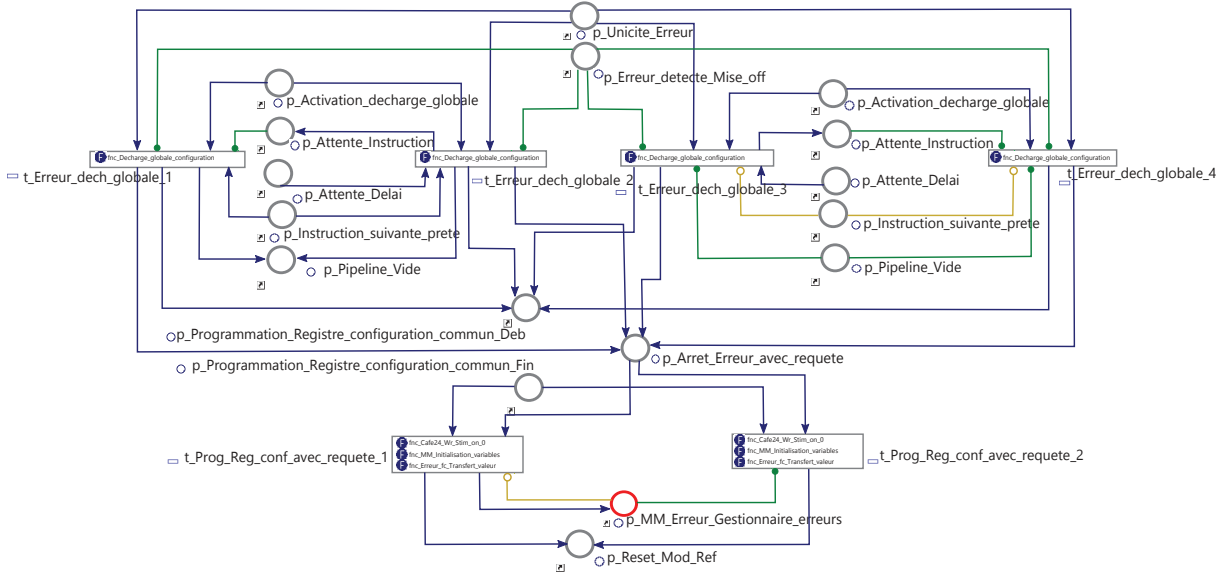 p_Unicite_Erreur
p_Erreur_detecte_Mise_off
p_Activation_decharge_globale
p_Activation_decharge_globale
p_Attente_Instruction
p_Attente_Instruction
F fnc_Decharge_globale_configuration
F fnc_Decharge_globale_configuration
F fnc_Decharge_globale_configuration
F fnc_Decharge_globale_configuration
t_Erreur_dech_globale_1
t_Erreur_dech_globale_2
t_Erreur_dech_globale_3
t_Erreur_dech_globale_4
p_Attente_Delai
p_Attente_Delai
p_Instruction_suivante_prete
p_Instruction_suivante_prete
p_Pipeline_Vide
p_Pipeline_Vide
p_Programmation_Registre_configuration_commun_Deb
p_Arret_Erreur_avec_requete
p_Programmation_Registre_configuration_commun_Fin
F fnc_Cafe24_Wr_Stim_on_0
F fnc_MM_Initialisation_variables
F fnc_Erreur_fc_Transfert_valeur
F fnc_Cafe24_Wr_Stim_on_0
F fnc_MM_Initialisation_variables
F fnc_Erreur_fc_Transfert_valeur
t_Prog_Reg_conf_avec_requete_1
t_Prog_Reg_conf_avec_requete_2
p_MM_Erreur_Gestionnaire_erreurs
p_Reset_Mod_Ref